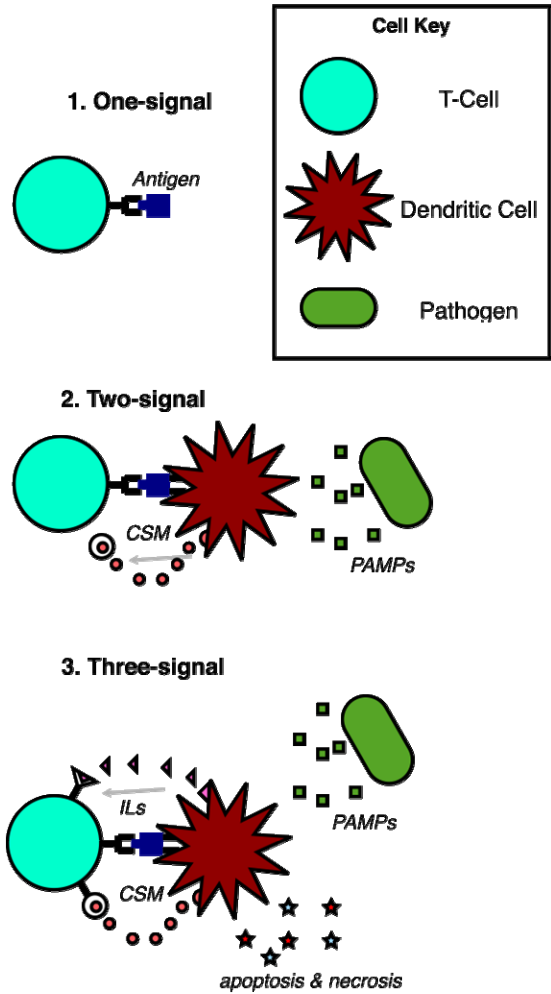 Cell Key
T-Cell
Dendritic Cell
Pathogen
1. One-signal
Antigen
2. Two-signal
CSM
PAMPs
3. Three-signal
ILs
PAMPs
CSM
apoptosis & necrosis